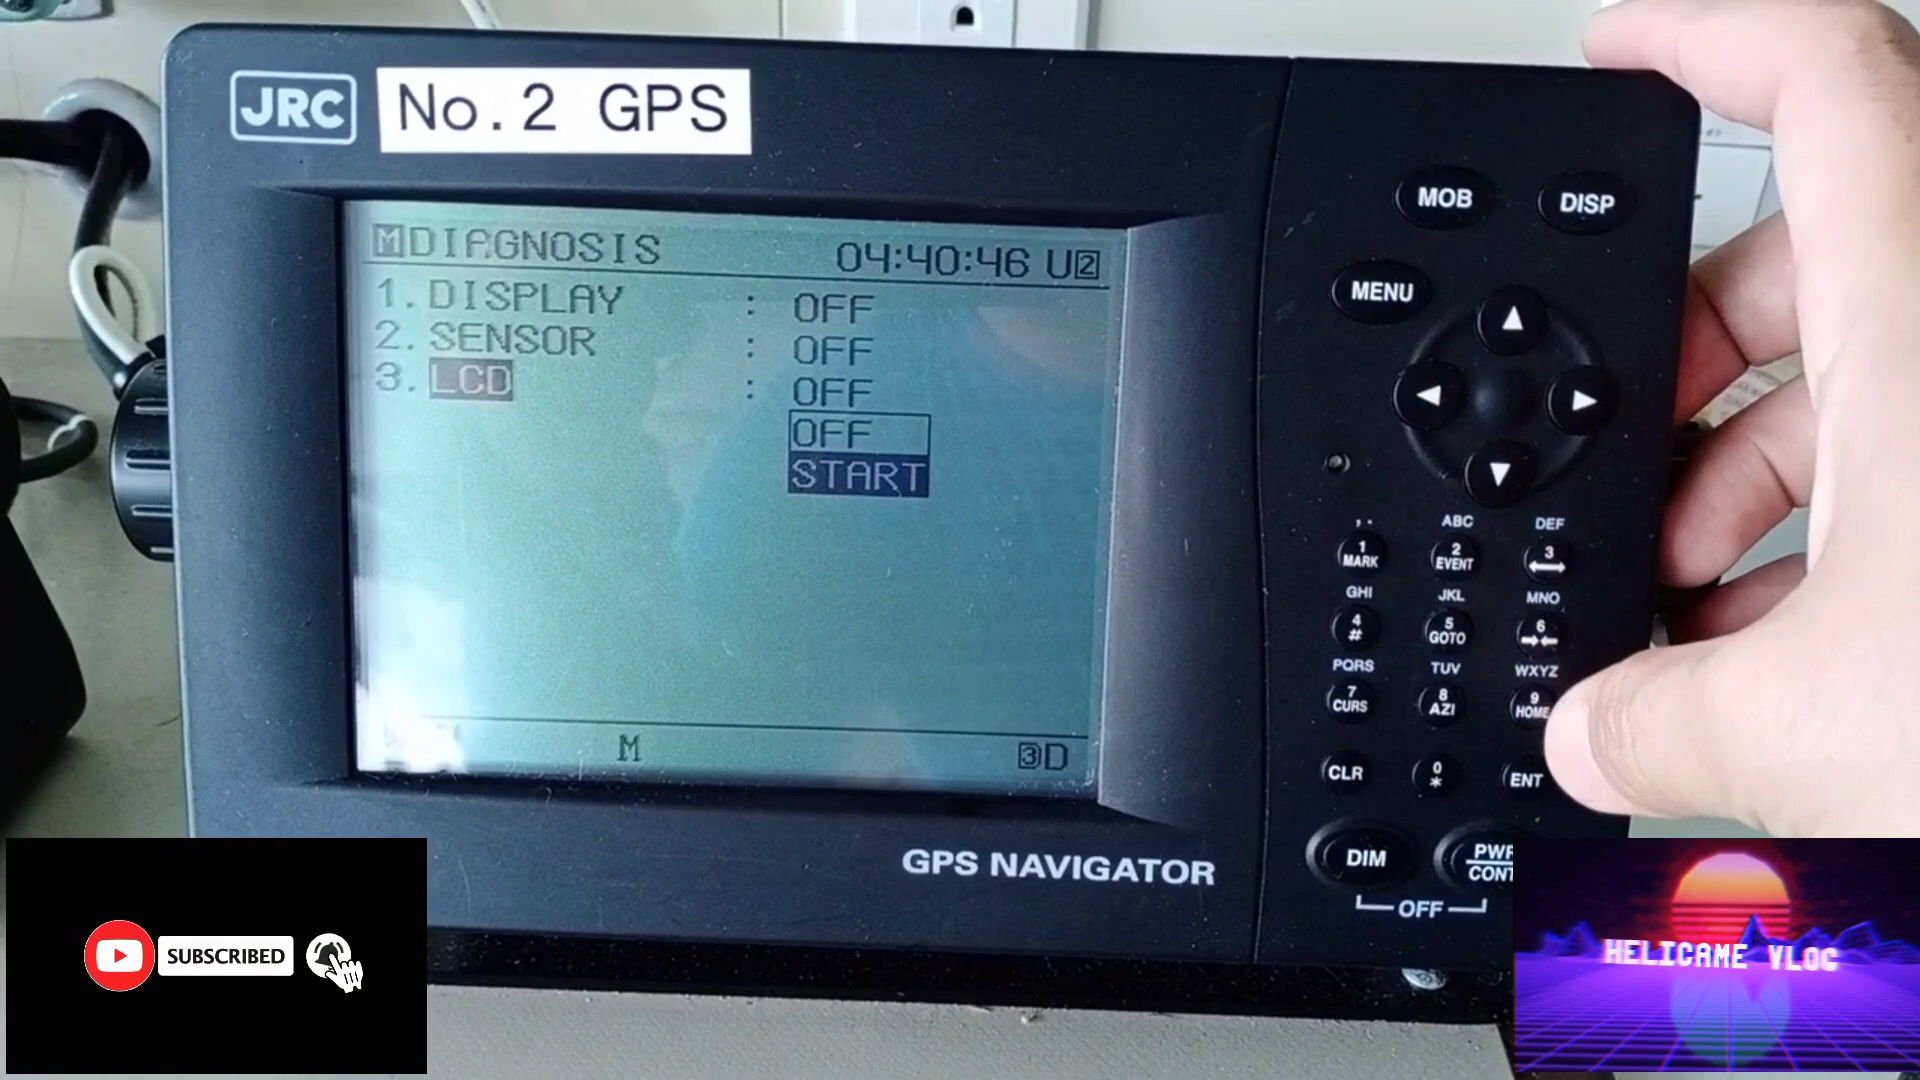 JRC
No.2 GPS
M DIAGNOSIS 04:40:46 U2
1. DISPLAY : OFF
2. SENSOR : OFF
3. LCD : OFF
OFF
START
M 3D
GPS NAVIGATOR
MOB DISP
MENU
ABC DEF
1 2 3
MARK EVENT
GHI JKL MNO
4 5 6
# GOTO
PQRS TUV WXYZ
7 8 9
CURS AZI HOME
CLR 0 ENT
*
DIM PWR
CONT
OFF
SUBSCRIBED
HELICAME VLOG